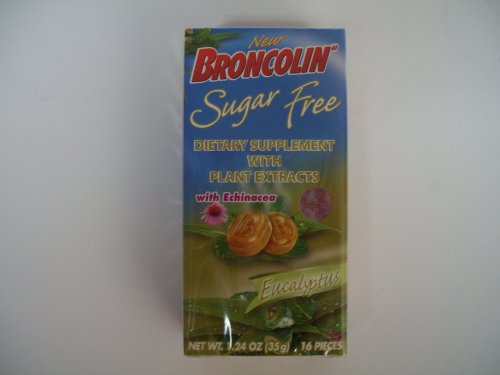 New
BRONCOLIN
Sugar Free
DIETARY SUPPLEMENT
WITH
PLANT EXTRACTS
with Echinacea
Eucalyptus
NET WT. 1.24 OZ (35g) 16 PIECES